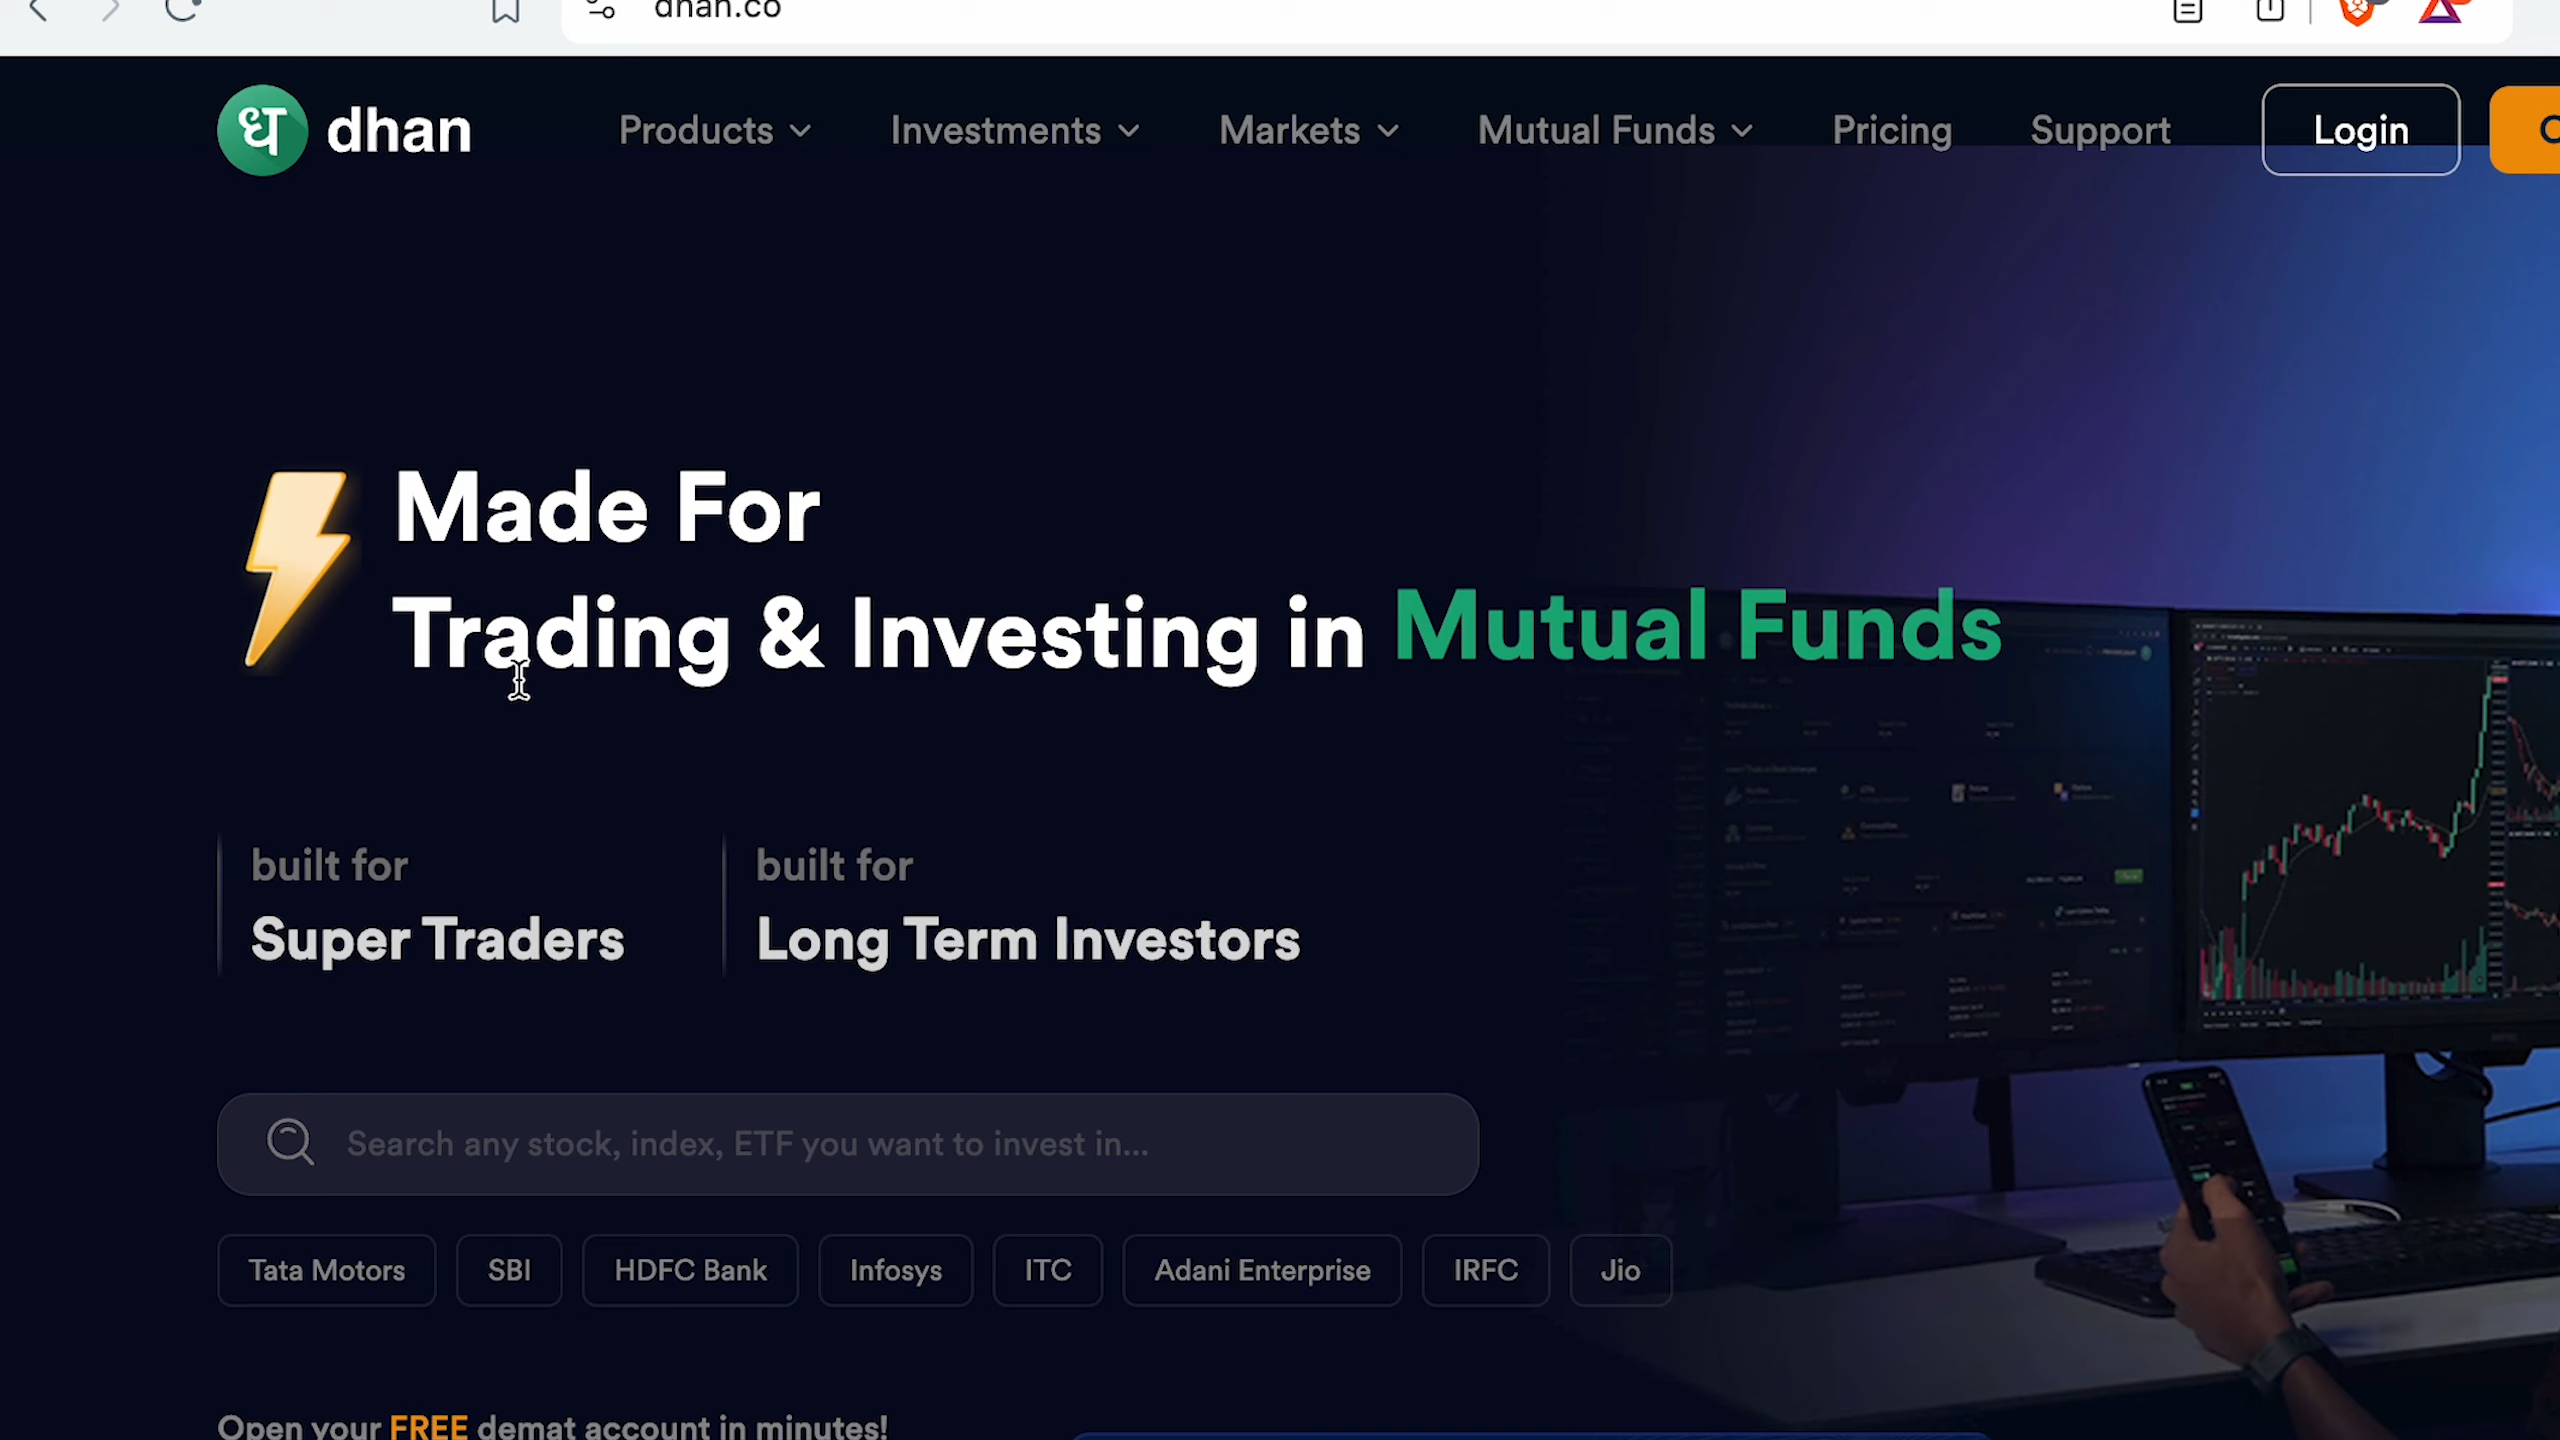 dhan.co
ध dhan Products Investments Markets Mutual Funds Pricing Support Login
Made For
Trading & Investing in Mutual Funds
built for
Super Traders
built for
Long Term Investors
Search any stock, index, ETF you want to invest in...
Tata Motors SBI HDFC Bank Infosys ITC Adani Enterprise IRFC Jio
Open your FREE demat account in minutes!